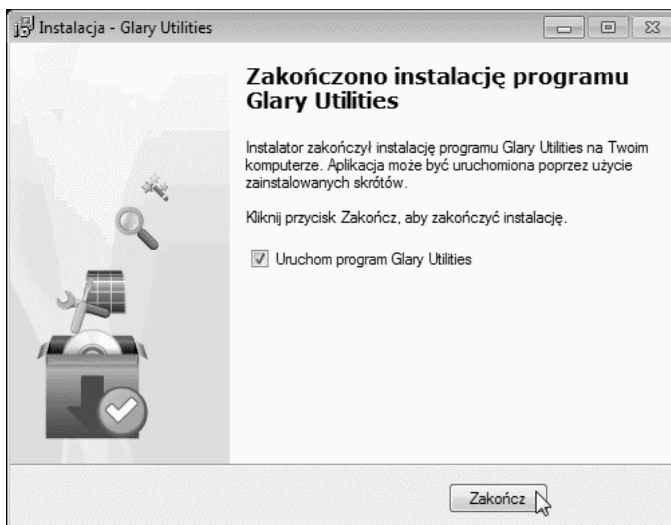 Instalacja - Glary Utilities
Zakończono instalację programu
Glary Utilities
Instalator zakończył instalację programu Glary Utilities na Twoim
komputerze. Aplikacja może być uruchomiona poprzez użycie
zainstalowanych skrótów.
Kliknij przycisk Zakończ, aby zakończyć instalację.
Uruchom program Glary Utilities
Zakończ